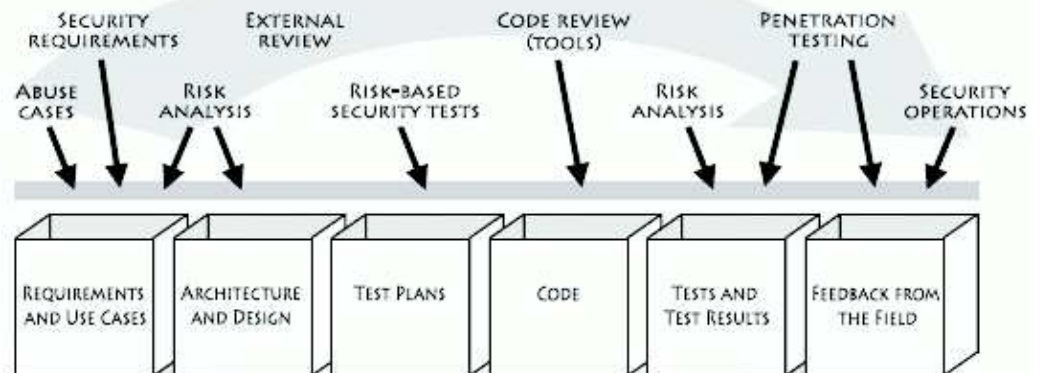 SECURITY
REQUIREMENTS
EXTERNAL
REVIEW
CODE REVIEW
(TOOLS)
PENETRATION
TESTING
ABUSE
CASES
RISK
ANALYSIS
RISK-BASED
SECURITY TESTS
RISK
ANALYSIS
SECURITY
OPERATIONS
REQUIREMENTS
AND USE CASES
ARCHITECTURE
AND DESIGN
TEST PLANS
CODE
TESTS AND
TEST RESULTS
FEEDBACK FROM
THE FIELD